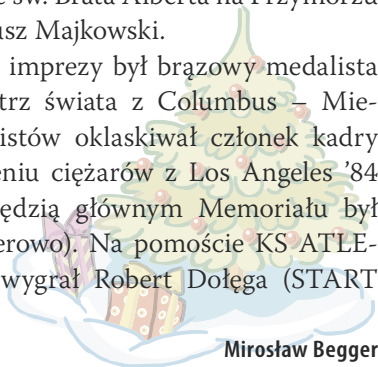 św. Brata Alberta na Przymorzu
usz Majkowski.
imprezy był brązowy medalista
trz świata z Columbus – Mie-
istów oklaskiwał członek kadry
eniu ciężarów z Los Angeles ’84
ędzią głównym Memoriału był
erowo). Na pomoście KS ATLE-
wygrał Robert Dołęga (START
Mirosław Begger